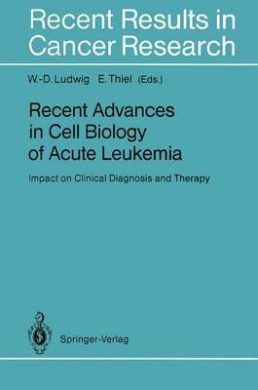 Recent Results in
Cancer Research
W.-D. Ludwig E. Thiel (Eds.)
Recent Advances
in Cell Biology
of Acute Leukemia
Impact on Clinical Diagnosis and Therapy
Springer-Verlag